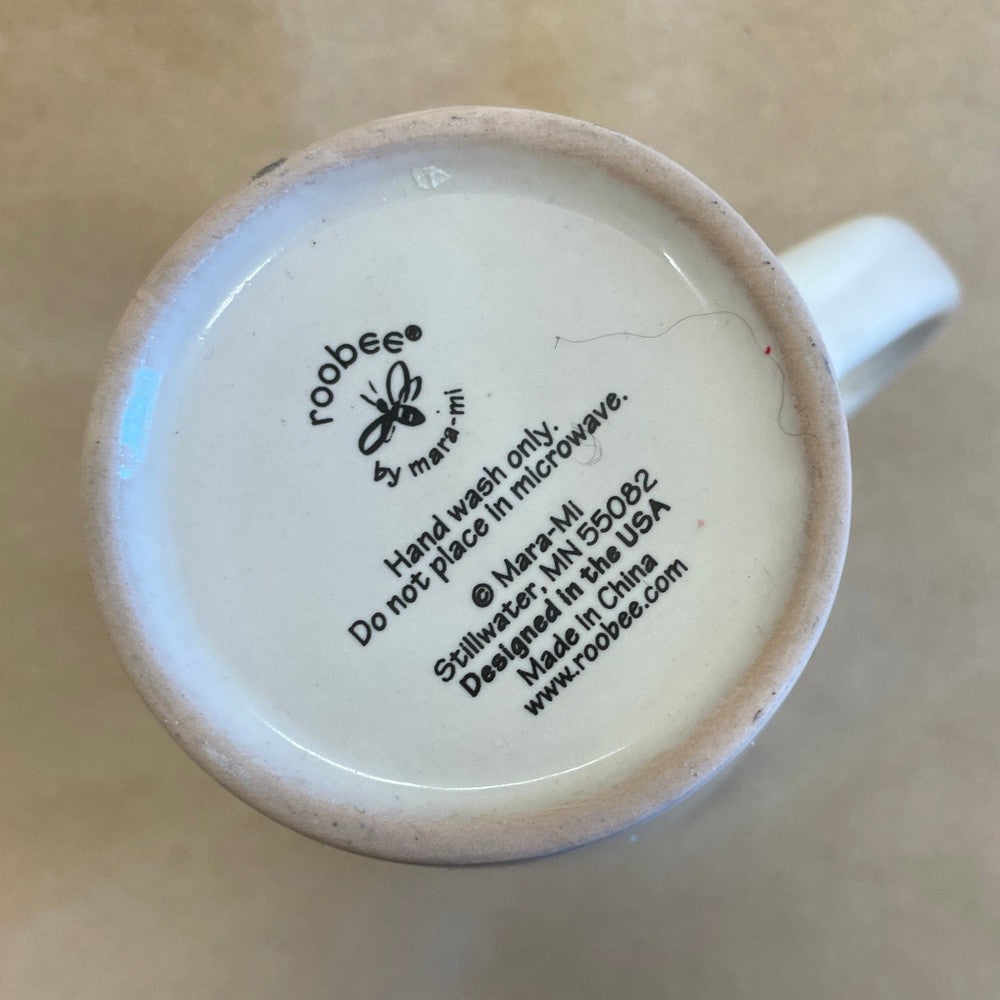 roobee®
by mara-mi
Hand wash only.
Do not place in microwave.
© Mara-Mi
Stillwater, MN 55082
Designed in the USA
Made in China
www.roobee.com